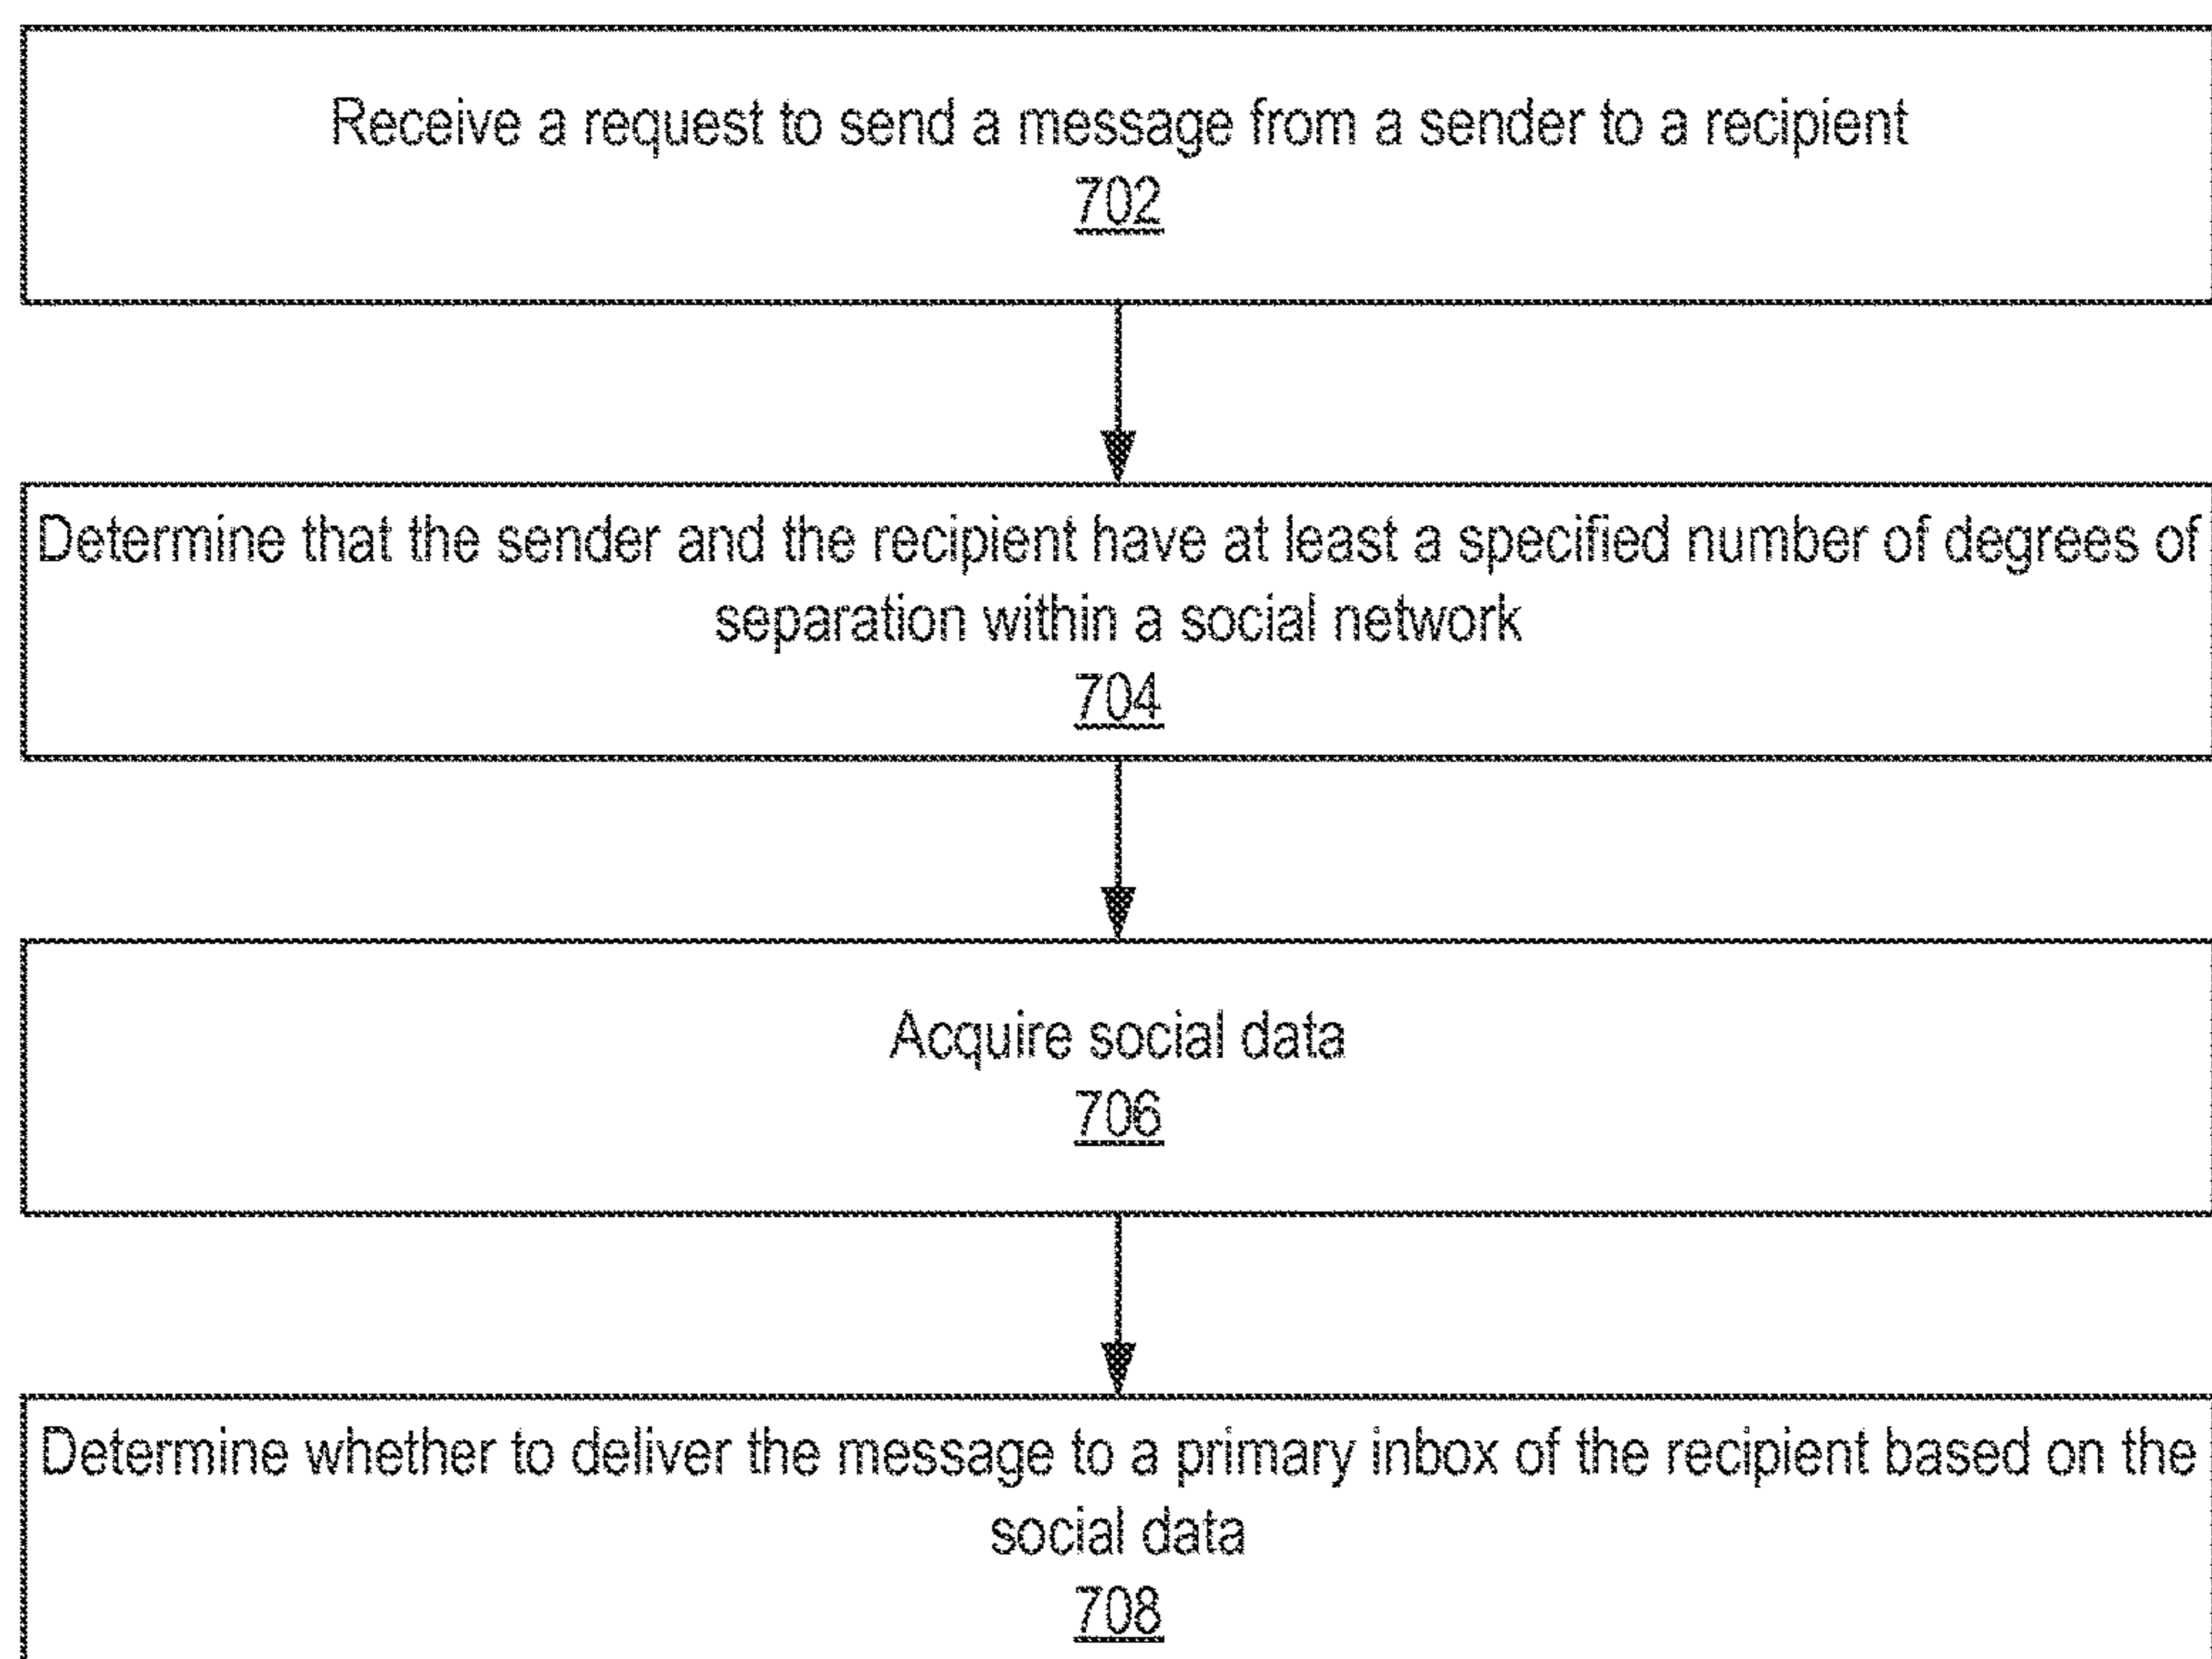 Receive a request to send a message from a sender to a recipient
702
Determine that the sender and the recipient have at least a specified number of degrees of
separation within a social network
704
Acquire social data
706
Determine whether to deliver the message to a primary inbox of the recipient based on the
social data
708